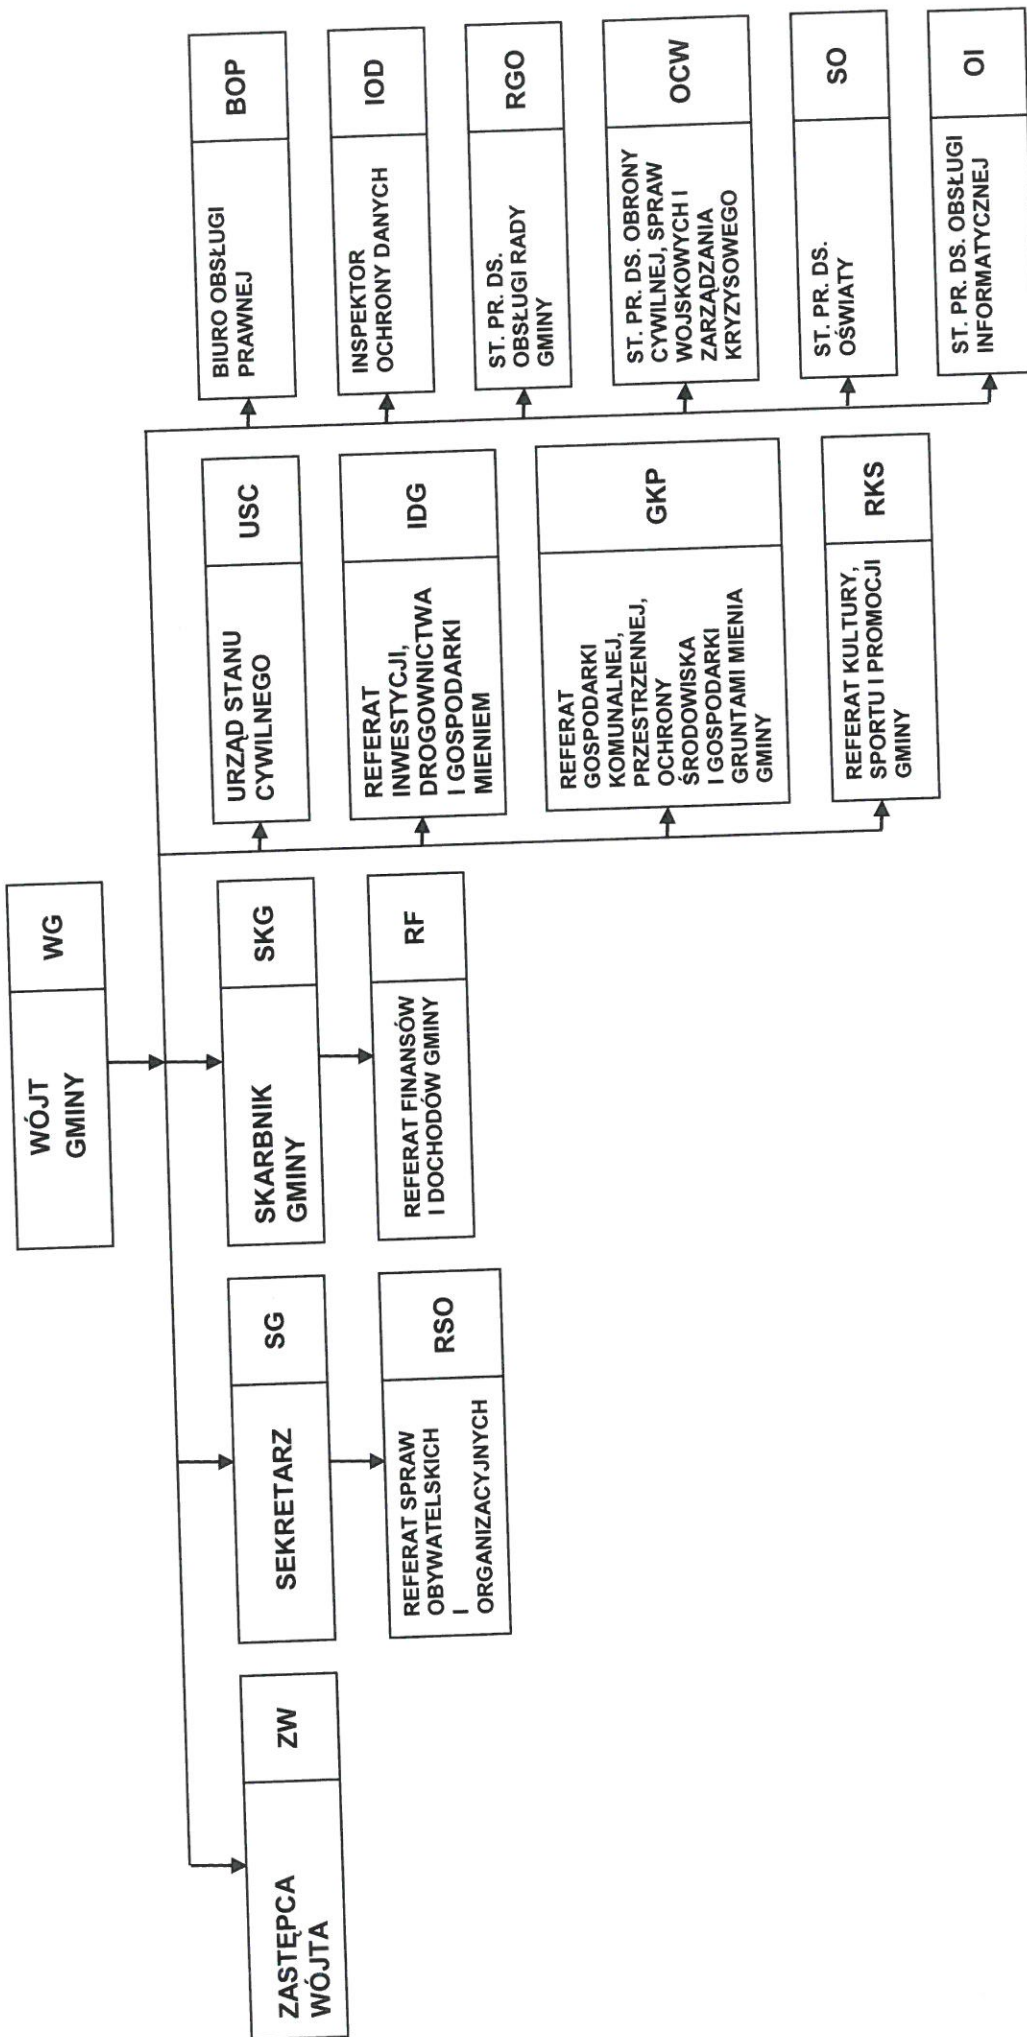 WÓJT
GMINY
WG
ZASTĘPCA
WÓJTA
ZW
SEKRETARZ
SG
SKARBNIK
GMINY
SKG
URZĄD STANU
CYWILNEGO
USC
BIURO OBSŁUGI
PRAWNEJ
BOP
REFERAT SPRAW
OBYWATELSKICH
I
ORGANIZACYJNYCH
RSO
REFERAT FINANSÓW
I DOCHODÓW GMINY
RF
REFERAT
INWESTYCJI,
DROGOWNICTWA
I GOSPODARKI
MIENIEM
IDG
INSPEKTOR
OCHRONY DANYCH
IOD
REFERAT
GOSPODARKI
KOMUNALNEJ,
PRZESTRZENNEJ,
OCHRONY
ŚRODOWISKA
I GOSPODARKI
GRUNTAMI MIENIA
GMINY
GKP
ST. PR. DS.
OBSŁUGI RADY
GMINY
RGO
ST. PR. DS. OBRONY
CYWILNEJ, SPRAW
WOJSKOWYCH I
ZARZĄDZANIA
KRYZYSOWEGO
OCW
REFERAT KULTURY,
SPORTU I PROMOCJI
GMINY
RKS
ST. PR. DS.
OŚWIATY
SO
ST. PR. DS. OBSŁUGI
INFORMATYCZNEJ
OI